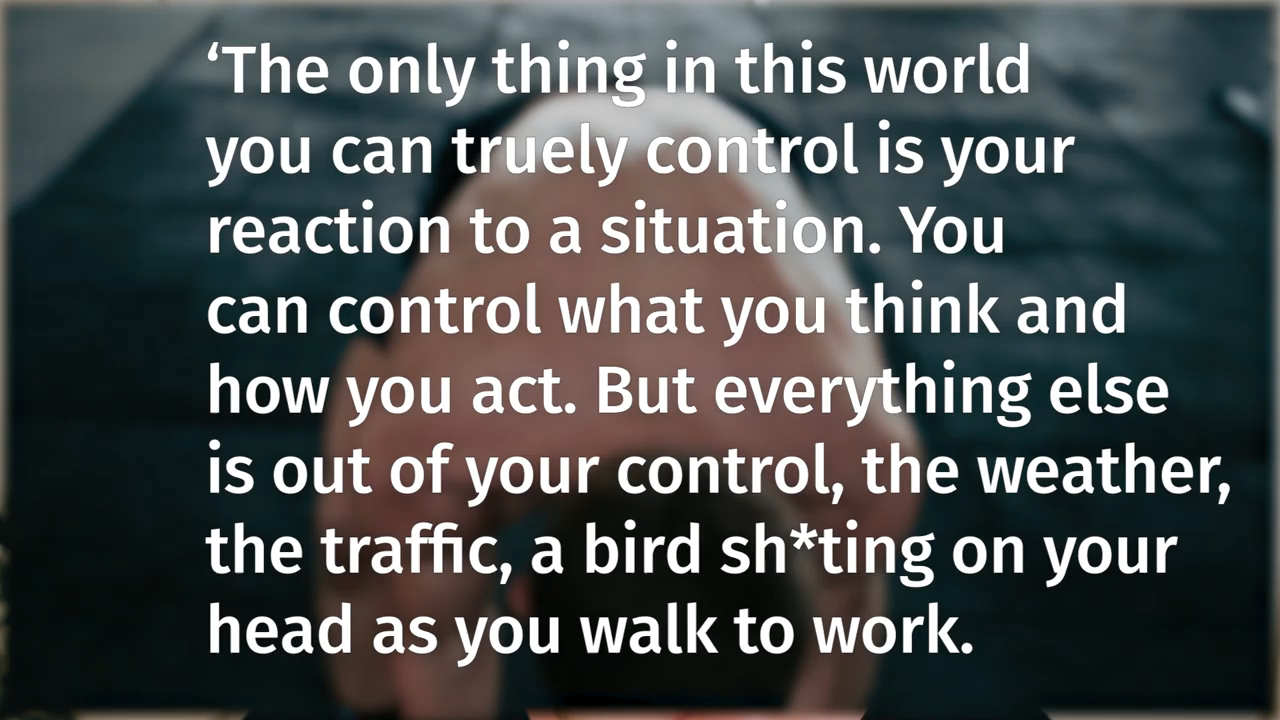 ‘The only thing in this world
you can truely control is your
reaction to a situation. You
can control what you think and
how you act. But everything else
is out of your control, the weather,
the traffic, a bird sh*ting on your
head as you walk to work.